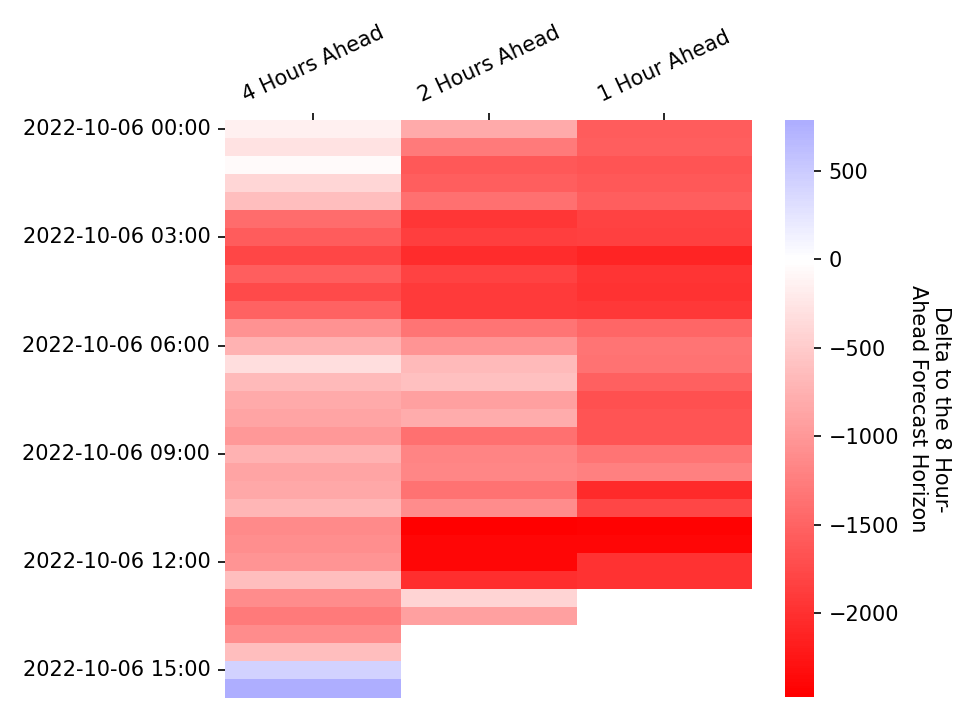 4 Hours Ahead
2 Hours Ahead
1 Hour Ahead
2022-10-06 00:00
2022-10-06 03:00
2022-10-06 06:00
2022-10-06 09:00
2022-10-06 12:00
2022-10-06 15:00
500
0
−500
−1000
−1500
−2000
Delta to the 8 Hour-
Ahead Forecast Horizon